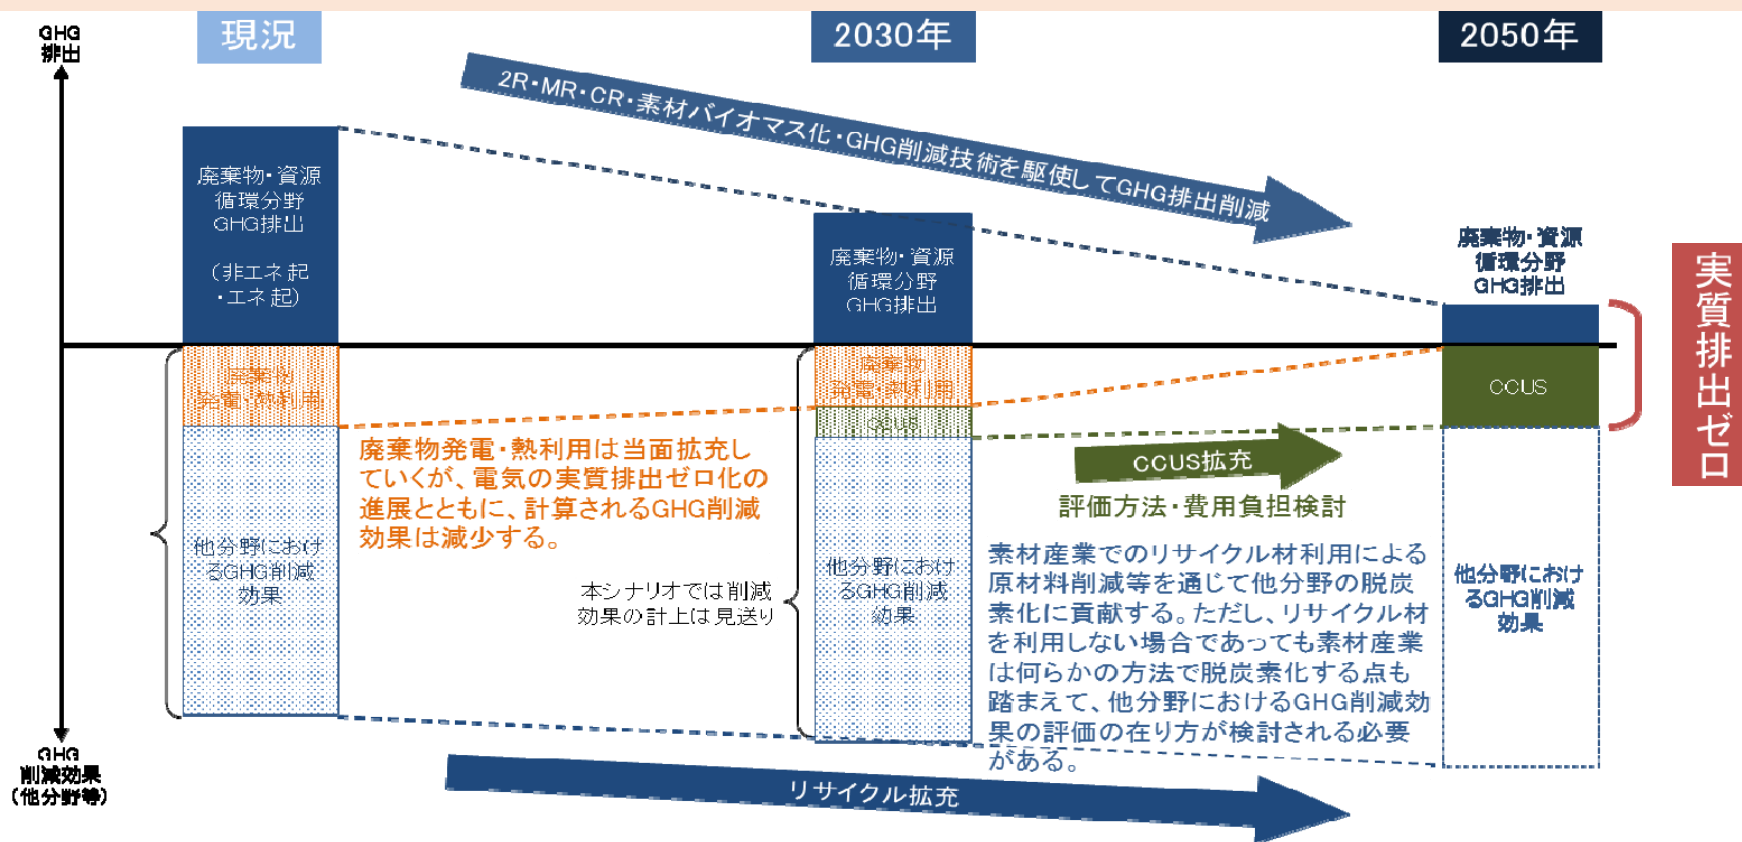 GHG
排出
現況
2030年
2050年
2R・MR・CR・素材バイオマス化・GHG削減技術を駆使してGHG排出削減
廃棄物・資源
循環分野
GHG排出
（非エネ起
・エネ起）
廃棄物・資源
循環分野
GHG排出
廃棄物・資源
循環分野
GHG排出
実質排出ゼロ
廃棄物
発電・熱利用
廃棄物
発電・熱利用
CCUS
CCUS
廃棄物発電・熱利用は当面拡充し
ていくが、電気の実質排出ゼロ化の
進展とともに、計算されるGHG削減
効果は減少する。
CCUS拡充
評価方法・費用負担検討
他分野におけ
るGHG削減
効果
本シナリオでは削減
効果の計上は見送り
他分野におけ
るGHG削減
効果
素材産業でのリサイクル材利用による
原材料削減等を通じて他分野の脱炭
素化に貢献する。ただし、リサイクル材
を利用しない場合であっても素材産業
は何らかの方法で脱炭素化する点も
踏まえて、他分野におけるGHG削減効
果の評価の在り方が検討される必要
がある。
他分野におけ
るGHG削減
効果
GHG
削減効果
（他分野等）
リサイクル拡充